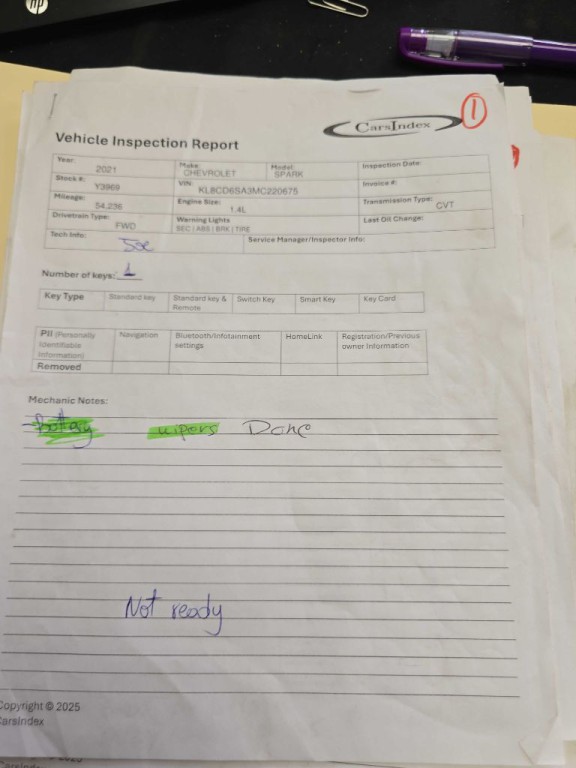 hp
CarsIndex
1
Vehicle Inspection Report
Year: 2021 Make: CHEVROLET Model: SPARK Inspection Date:
Stock #: Y3969 VIN: KL8CD6SA3MC220675 Invoice #:
Mileage: 54,236 Engine Size: 1.4L Transmission Type: CVT
Drivetrain Type: FWD Warning Lights SEC | ABS | BRK | TIRE Last Oil Change:
Tech Info: Joe Service Manager/Inspector Info:
Number of keys: 1
Key Type Standard key Standard key & Remote Switch Key Smart Key Key Card
PII (Personally Identifiable Information) Navigation Bluetooth/Infotainment settings HomeLink Registration/Previous owner Information
Removed
Mechanic Notes:
- Battery wipers Done
Not ready
Copyright © 2025
CarsIndex